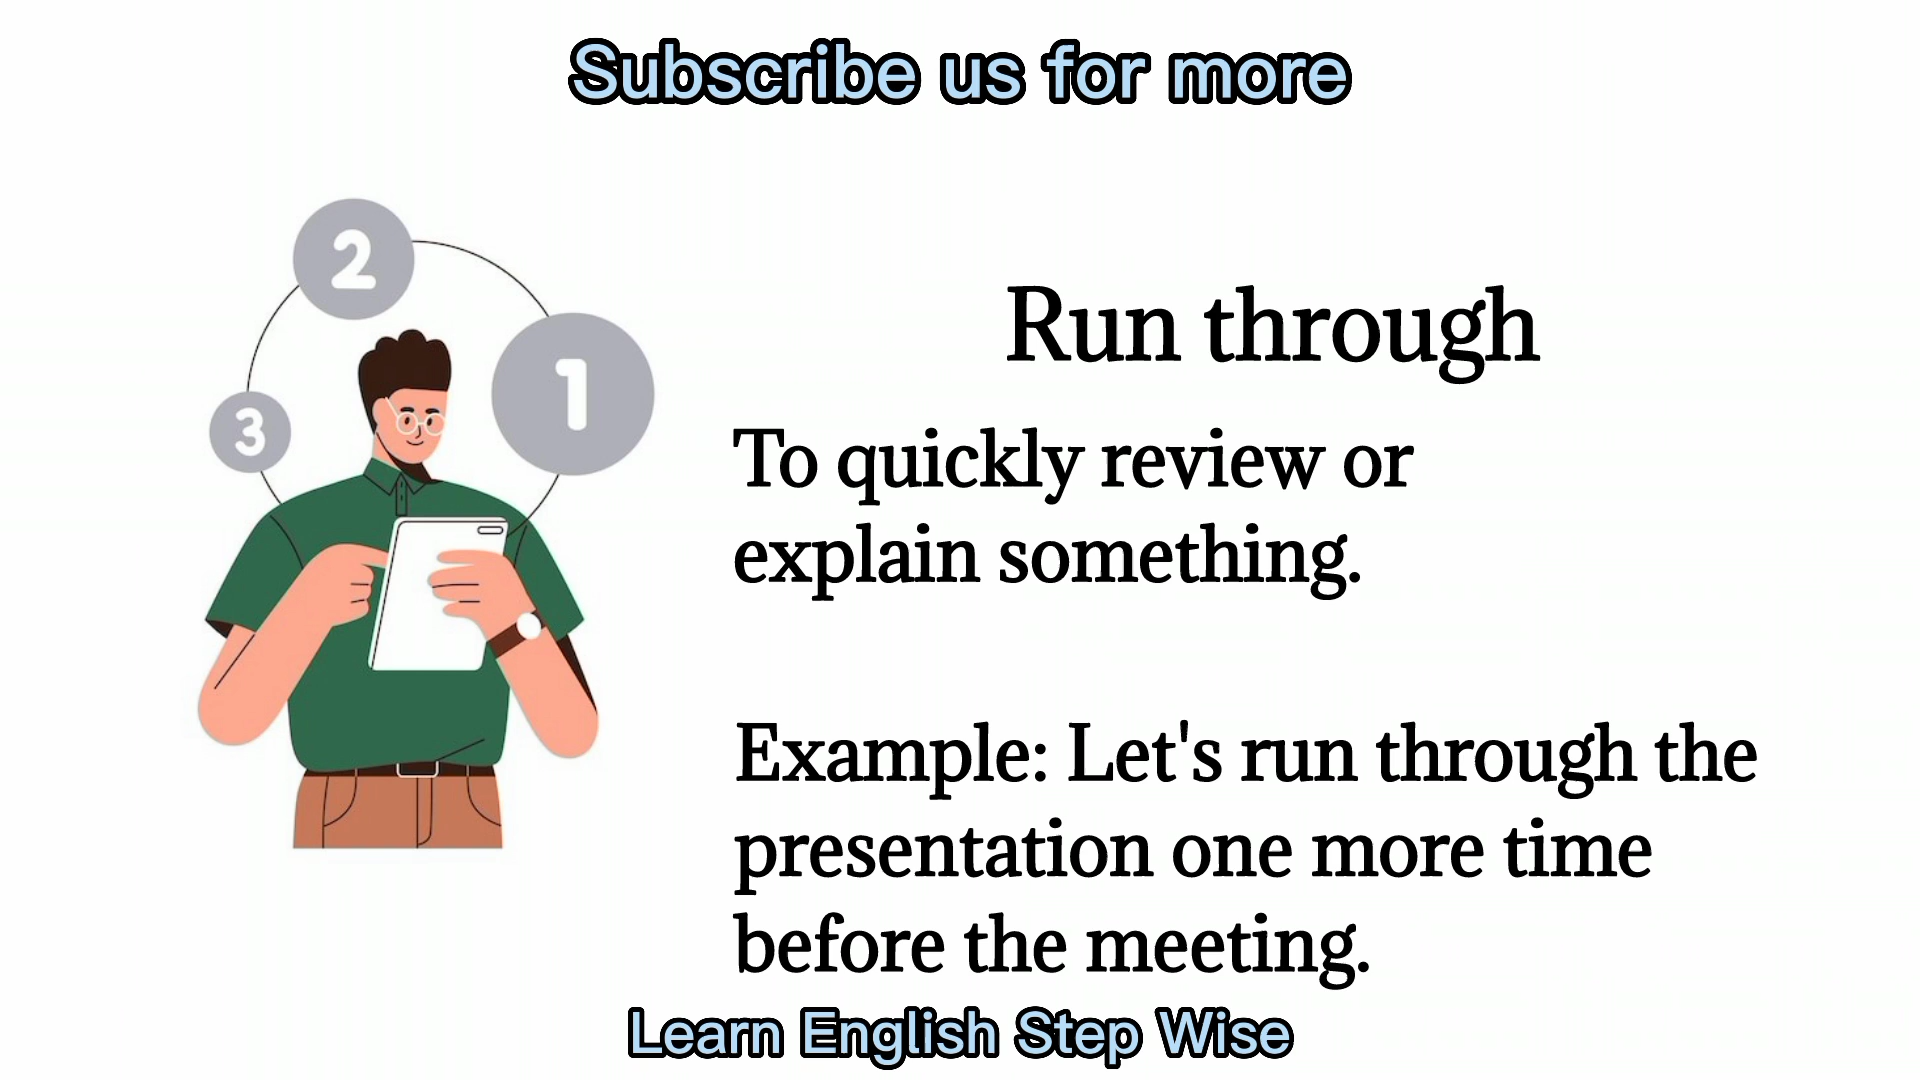 Subscribe us for more
2
1
3
Run through
To quickly review or
explain something.
Example: Let's run through the
presentation one more time
before the meeting.
Learn English Step Wise